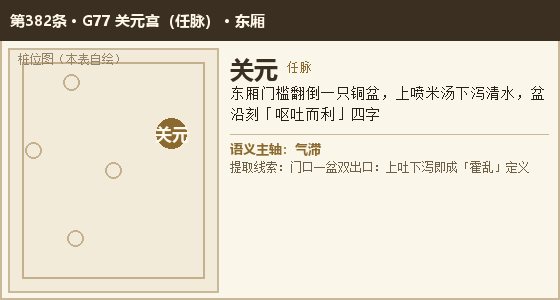 第382条·G77 关元宫（任脉）·东厢
桩位图（本表自绘）
关元
关元 任脉
东厢门槛翻倒一只铜盆，上喷米汤下泻清水，盆
沿刻「呕吐而利」四字
语义主轴：气滞
提取线索：门口一盆双出口：上吐下泻即成「霍乱」定义